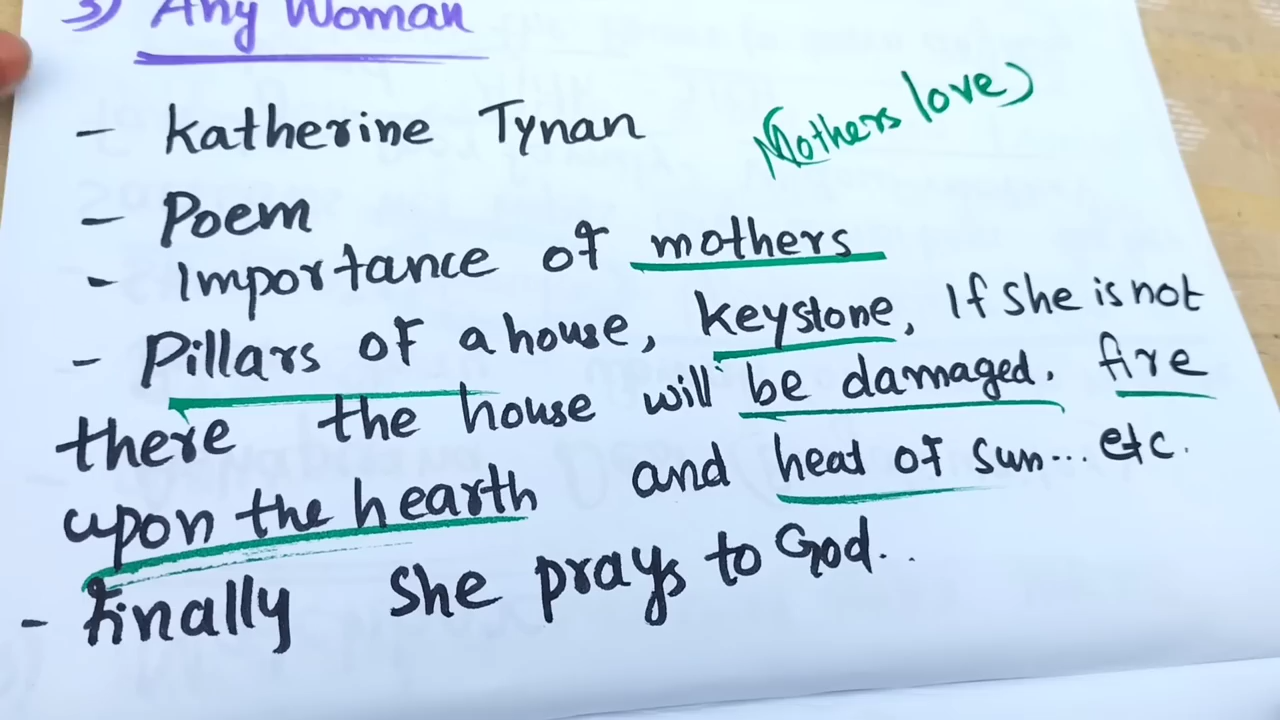 3) Any Woman
- Katherine Tynan
(Mothers love)
- Poem
- Importance of mothers
- Pillars of a house, keystone, If she is not
there the house will be damaged. fire
upon the hearth and heat of sun... etc.
- finally she prays to God..